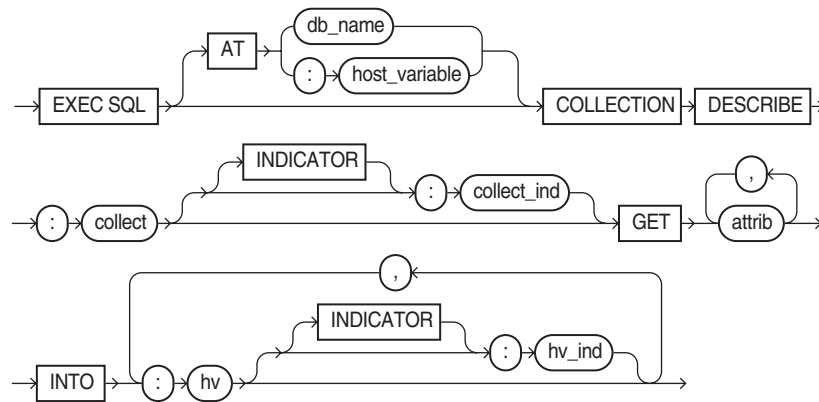 db_name
AT
: host_variable
EXEC SQL COLLECTION DESCRIBE
INDICATOR ,
: collect : collect_ind GET attrib
,
INDICATOR
INTO : hv : hv_ind